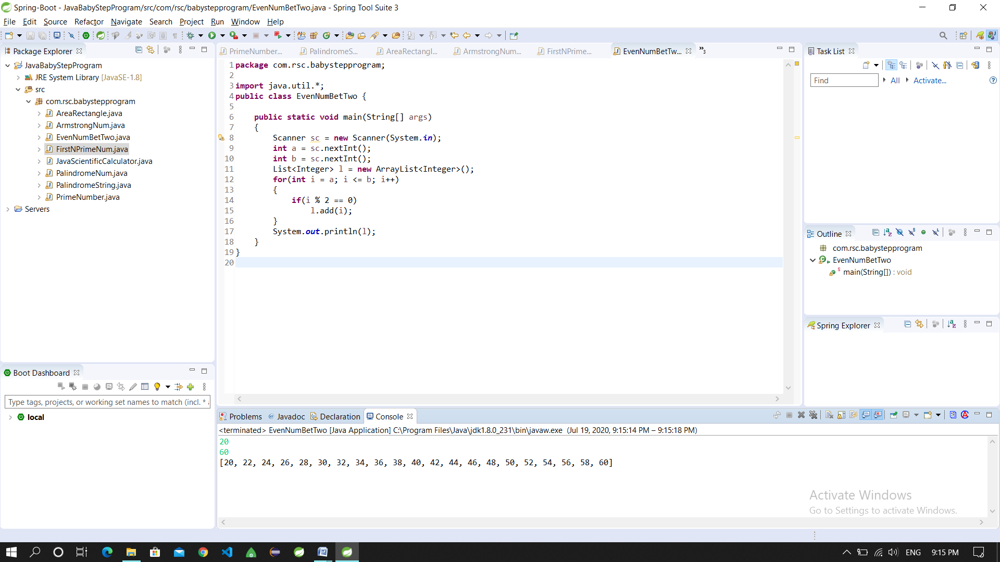 Spring-Boot - JavaBabyStepProgram/src/com/rsc/babystepprogram/EvenNumBetTwo.java - Spring Tool Suite 3
File Edit Source Refactor Navigate Search Project Run Window Help
Package Explorer
JavaBabyStepProgram
JRE System Library [JavaSE-1.8]
src
com.rsc.babystepprogram
AreaRectangle.java
ArmstrongNum.java
EvenNumBetTwo.java
FirstNPrimeNum.java
JavaScientificCalculator.java
PalindromeNum.java
PalindromeString.java
PrimeNumber.java
Servers
Boot Dashboard
Type tags, projects, or working set names to match (incl. *
local
PrimeNumber... PalindromeS... AreaRectangl... ArmstrongNum... FirstNPrime... EvenNumBetTw... »3
1 package com.rsc.babystepprogram;
2
3 import java.util.*;
4 public class EvenNumBetTwo {
5
6     public static void main(String[] args)
7     {
8         Scanner sc = new Scanner(System.in);
9         int a = sc.nextInt();
10         int b = sc.nextInt();
11         List<Integer> l = new ArrayList<Integer>();
12         for(int i = a; i <= b; i++)
13         {
14             if(i % 2 == 0)
15                 l.add(i);
16         }
17         System.out.println(l);
18     }
19 }
20
Problems @ Javadoc Declaration Console
<terminated> EvenNumBetTwo [Java Application] C:\Program Files\Java\jdk1.8.0_231\bin\javaw.exe (Jul 19, 2020, 9:15:14 PM – 9:15:18 PM)
20
60
[20, 22, 24, 26, 28, 30, 32, 34, 36, 38, 40, 42, 44, 46, 48, 50, 52, 54, 56, 58, 60]
Task List
Find All Activate...
Outline
com.rsc.babystepprogram
EvenNumBetTwo
main(String[]) : void
Spring Explorer
Activate Windows
Go to Settings to activate Windows.
ENG 9:15 PM